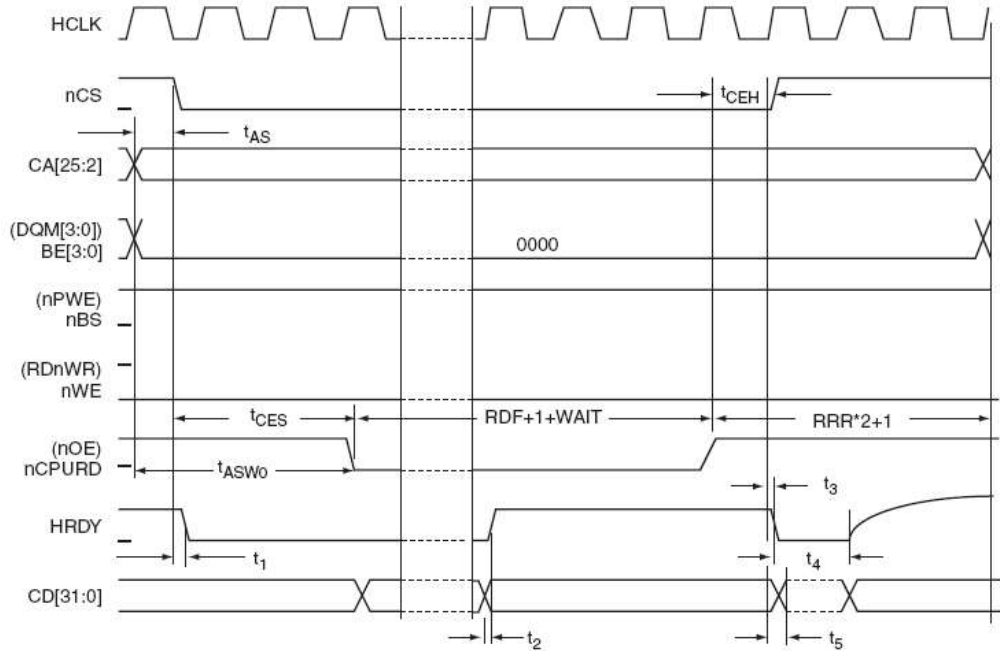 HCLK
nCS
tCEH
tAS
CA[25:2]
(DQM[3:0])
BE[3:0]
0000
(nPWE)
nBS
(RDnWR)
nWE
tCES
RDF+1+WAIT
RRR*2+1
(nOE)
nCPURD
tASW0
t3
HRDY
t1
t4
CD[31:0]
t2
t5